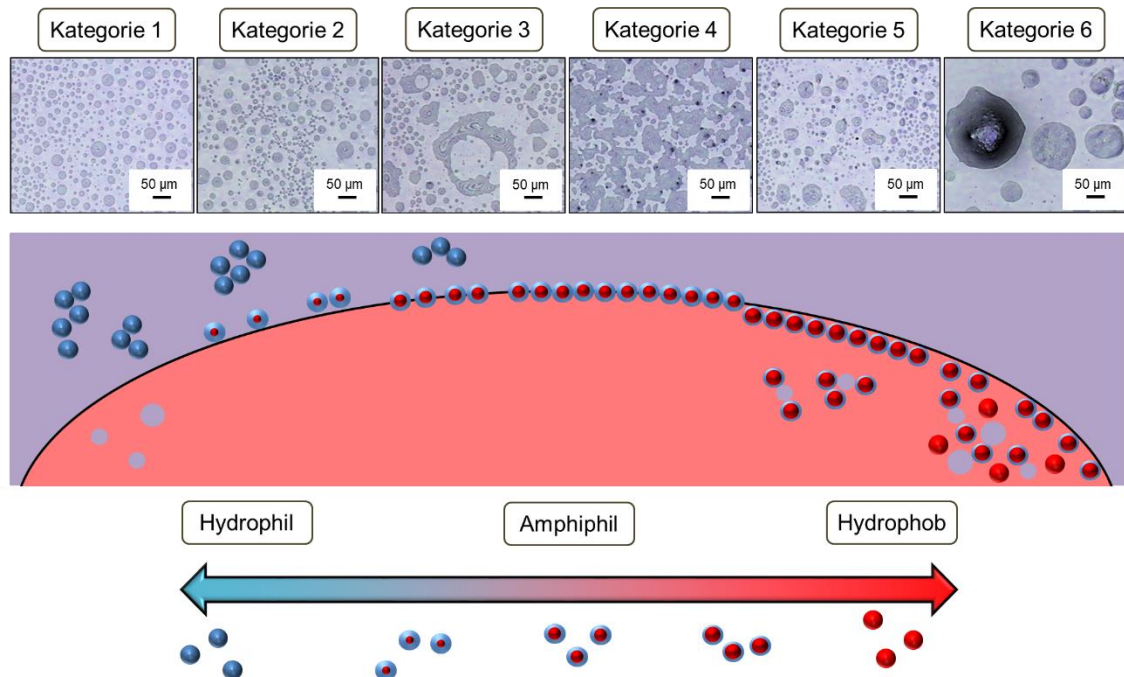 Kategorie 1
Kategorie 2
Kategorie 3
Kategorie 4
Kategorie 5
Kategorie 6
50 µm
50 µm
50 µm
50 µm
50 µm
50 µm
Hydrophil
Amphiphil
Hydrophob